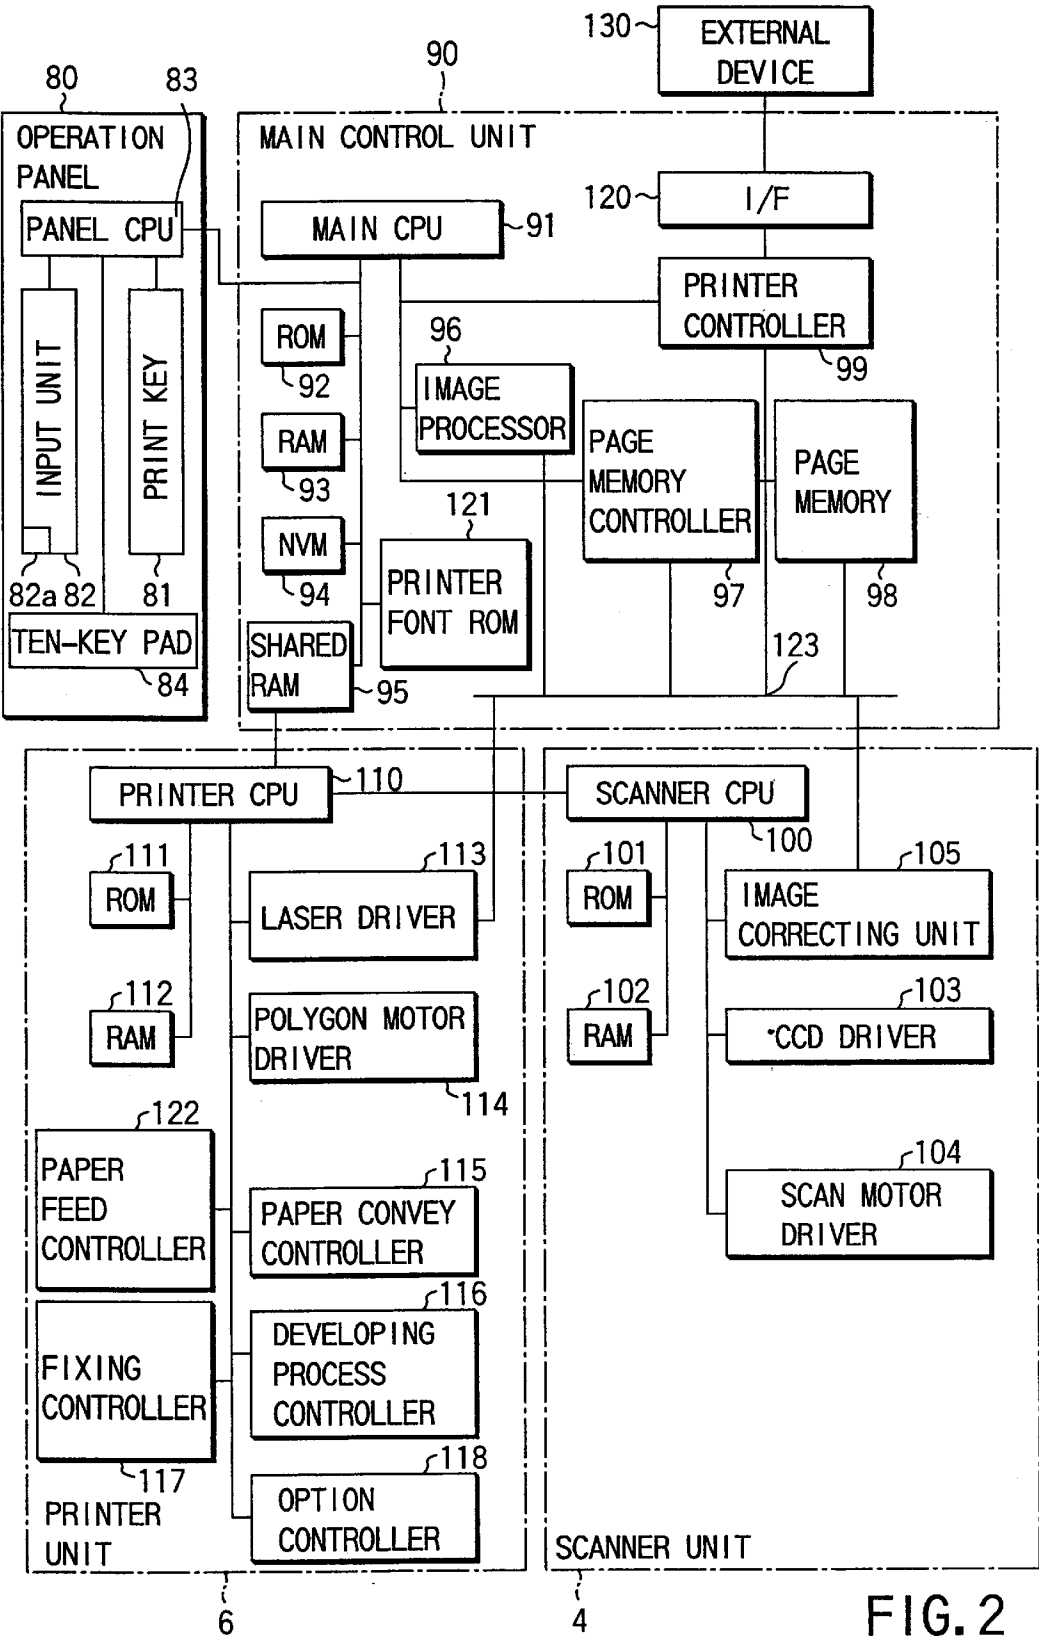 130
EXTERNAL
DEVICE
90
80
83
OPERATION
PANEL
MAIN CONTROL UNIT
120
I/F
PANEL CPU
MAIN CPU
91
PRINTER
CONTROLLER
99
ROM
92
96
IMAGE
PROCESSOR
INPUT UNIT
PRINT KEY
RAM
93
PAGE
MEMORY
CONTROLLER
97
PAGE
MEMORY
98
121
NVM
94
PRINTER
FONT ROM
82a
82
81
TEN-KEY PAD
84
SHARED
RAM
95
123
PRINTER CPU
110
SCANNER CPU
100
111
ROM
113
LASER DRIVER
101
ROM
105
IMAGE
CORRECTING UNIT
112
RAM
POLYGON MOTOR
DRIVER
114
102
RAM
103
CCD DRIVER
122
PAPER
FEED
CONTROLLER
115
PAPER CONVEY
CONTROLLER
104
SCAN MOTOR
DRIVER
116
DEVELOPING
PROCESS
CONTROLLER
FIXING
CONTROLLER
117
118
OPTION
CONTROLLER
PRINTER
UNIT
SCANNER UNIT
6
4
FIG. 2